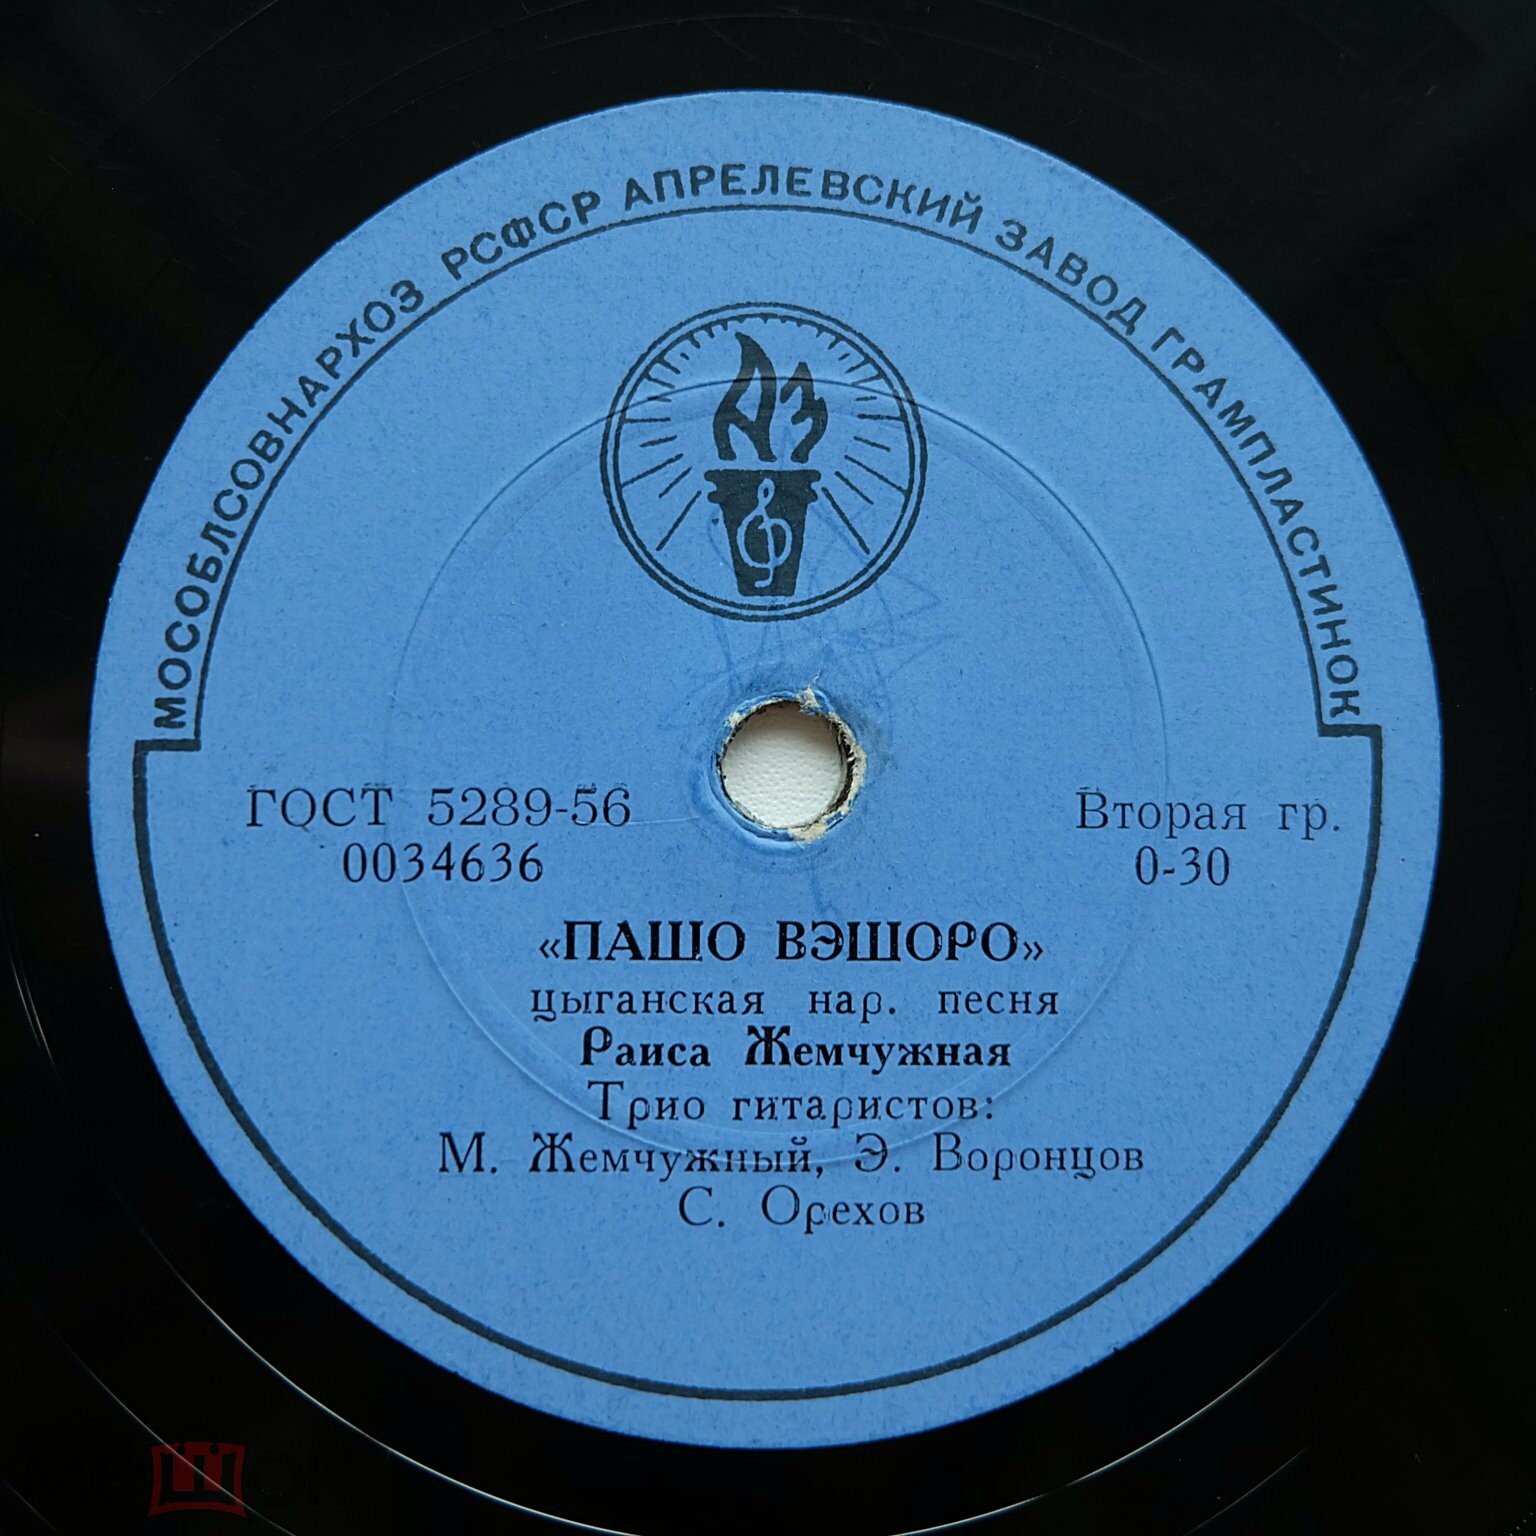 МОСОБЛСОВНАРХОЗ РСФСР АПРЕЛЕВСКИЙ ЗАВОД ГРАМПЛАСТИНОК
АЗ
ГОСТ 5289-56
Вторая гр.
0034636
0-30
«ПАШО ВЭШОРО»
цыганская нар. песня
Раиса Жемчужная
Трио гитаристов:
М. Жемчужный, Э. Воронцов
С. Орехов
мешок